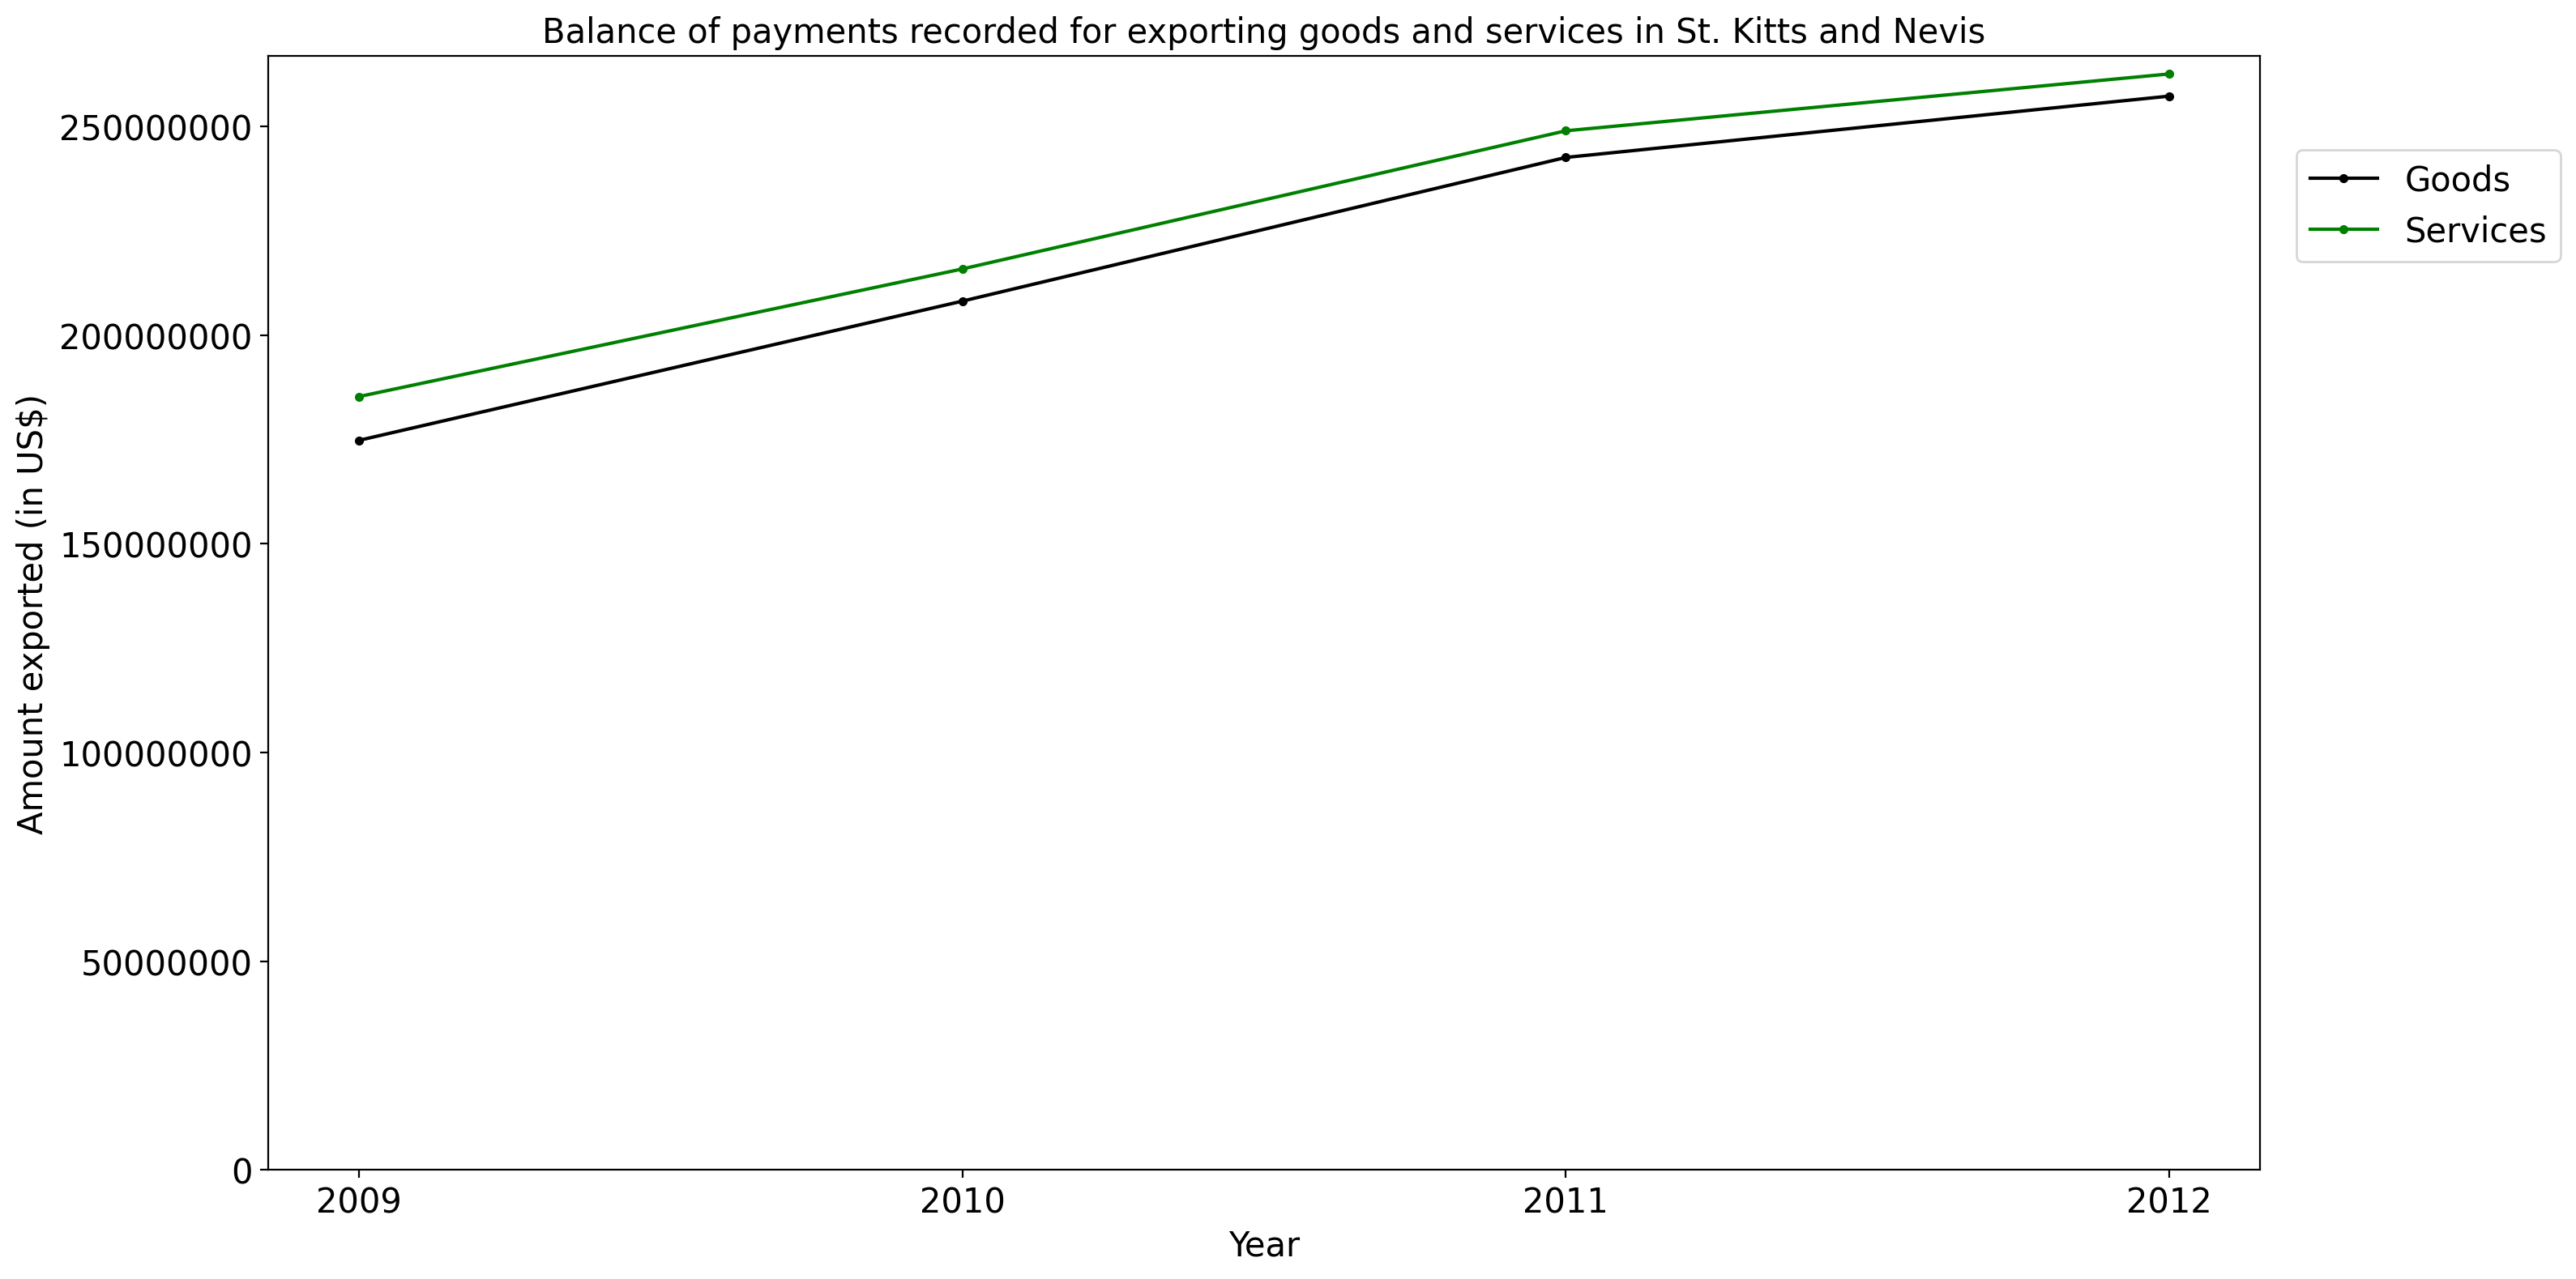 Balance of payments recorded for exporting goods and services in St. Kitts and Nevis
Amount exported (in US$)
250000000
200000000
150000000
100000000
50000000
0
2009
2010
2011
2012
Year
Goods
Services